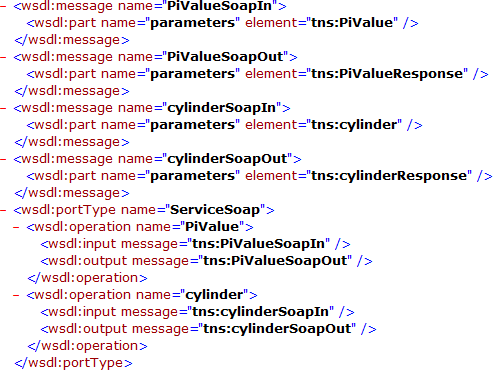 - <wsdl:message name="PiValueSoapIn">
<wsdl:part name="parameters" element="tns:PiValue" />
</wsdl:message>
- <wsdl:message name="PiValueSoapOut">
<wsdl:part name="parameters" element="tns:PiValueResponse" />
</wsdl:message>
- <wsdl:message name="cylinderSoapIn">
<wsdl:part name="parameters" element="tns:cylinder" />
</wsdl:message>
- <wsdl:message name="cylinderSoapOut">
<wsdl:part name="parameters" element="tns:cylinderResponse" />
</wsdl:message>
- <wsdl:portType name="ServiceSoap">
- <wsdl:operation name="PiValue">
<wsdl:input message="tns:PiValueSoapIn" />
<wsdl:output message="tns:PiValueSoapOut" />
</wsdl:operation>
- <wsdl:operation name="cylinder">
<wsdl:input message="tns:cylinderSoapIn" />
<wsdl:output message="tns:cylinderSoapOut" />
</wsdl:operation>
</wsdl:portType>